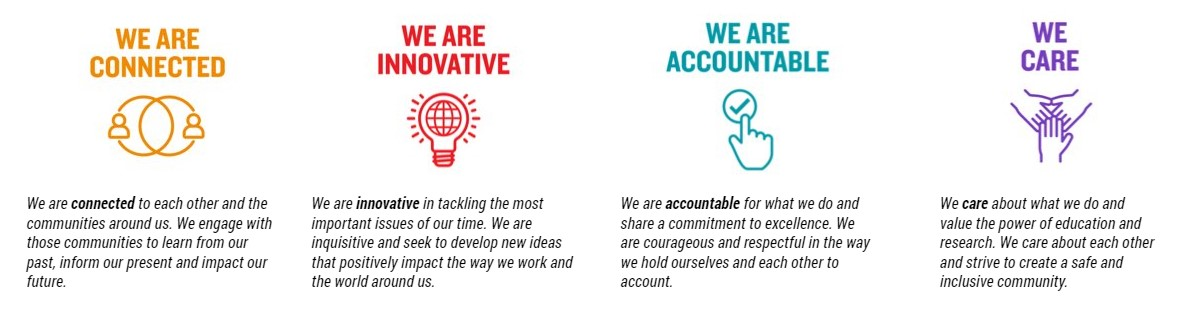 WE ARE
CONNECTED
We are connected to each other and the
communities around us. We engage with
those communities to learn from our
past, inform our present and impact our
future.
WE ARE
INNOVATIVE
We are innovative in tackling the most
important issues of our time. We are
inquisitive and seek to develop new ideas
that positively impact the way we work and
the world around us.
WE ARE
ACCOUNTABLE
We are accountable for what we do and
share a commitment to excellence. We
are courageous and respectful in the way
we hold ourselves and each other to
account.
WE
CARE
We care about what we do and
value the power of education and
research. We care about each other
and strive to create a safe and
inclusive community.